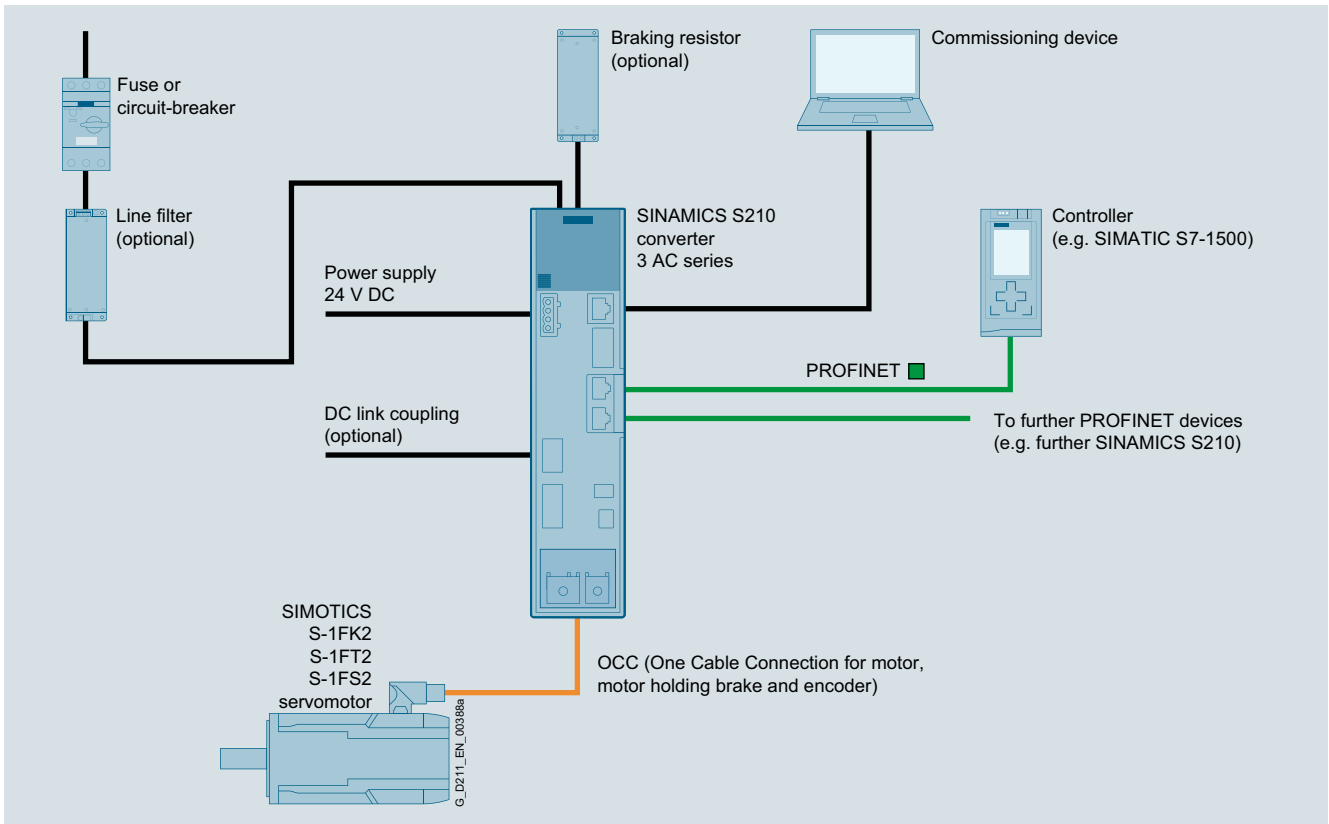 Braking resistor
(optional)
Commissioning device
Fuse or
circuit-breaker
Line filter
(optional)
SINAMICS S210
converter
3 AC series
Controller
(e.g. SIMATIC S7-1500)
Power supply
24 V DC
PROFINET
DC link coupling
(optional)
To further PROFINET devices
(e.g. further SINAMICS S210)
SIMOTICS
S-1FK2
S-1FT2
S-1FS2
servomotor
OCC (One Cable Connection for motor,
motor holding brake and encoder)
G_D211_EN_00388a